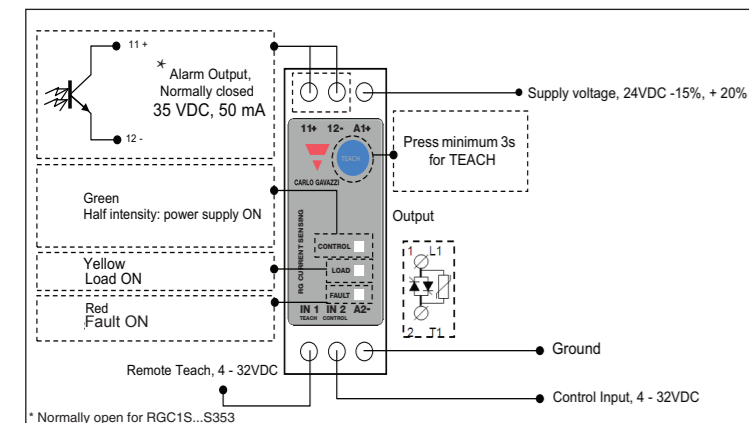 11 +
*
Alarm Output,
Normally closed
35 VDC, 50 mA
12 -
Supply voltage, 24VDC -15%, + 20%
11+ 12- A1+
TEACH
Press minimum 3s
for TEACH
CARLO GAVAZZI
Green
Half intensity: power supply ON
Output
RG CURRENT SENSING
CONTROL
LOAD
FAULT
1 L1
2 T1
Yellow
Load ON
Red
Fault ON
IN 1 IN 2 A2-
TEACH CONTROL
Ground
Remote Teach, 4 - 32VDC
Control Input, 4 - 32VDC
* Normally open for RGC1S...S353